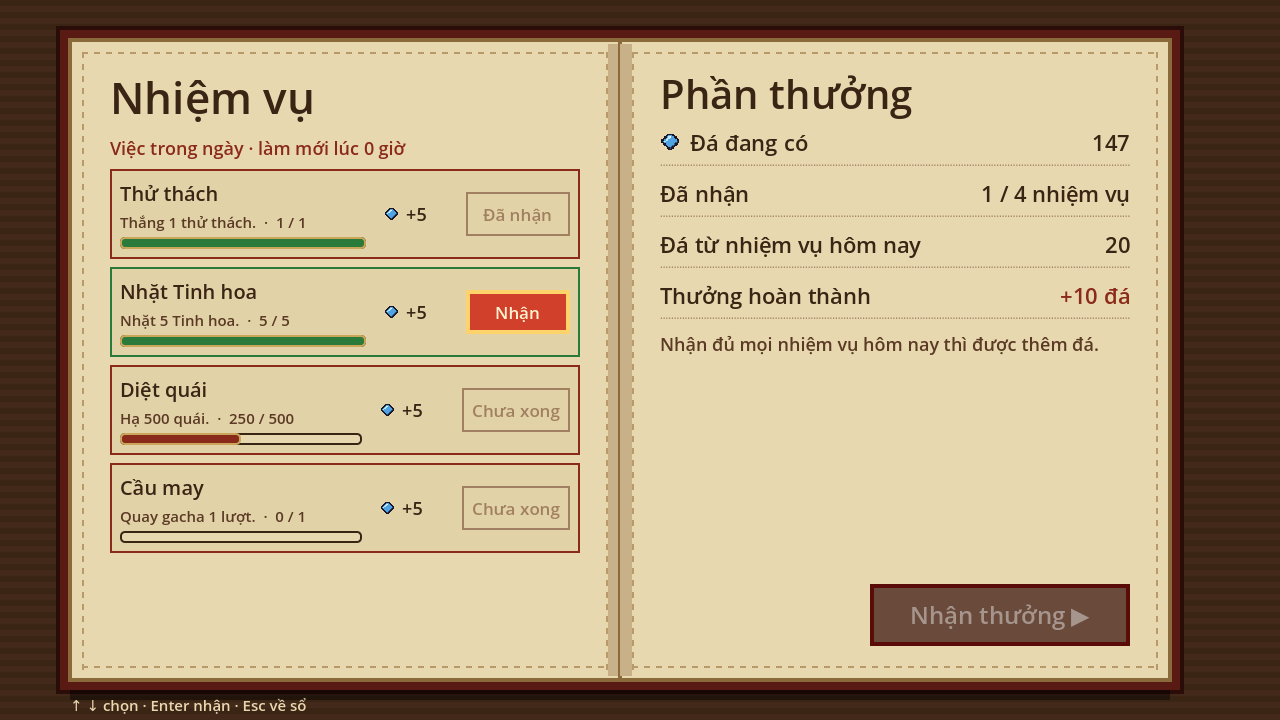 Nhiệm vụ
Việc trong ngày · làm mới lúc 0 giờ
Thử thách
Thắng 1 thử thách. · 1 / 1
+5
Đã nhận
Nhặt Tinh hoa
Nhặt 5 Tinh hoa. · 5 / 5
+5
Nhận
Diệt quái
Hạ 500 quái. · 250 / 500
+5
Chưa xong
Cầu may
Quay gacha 1 lượt. · 0 / 1
+5
Chưa xong
Phần thưởng
Đá đang có 147
Đã nhận 1 / 4 nhiệm vụ
Đá từ nhiệm vụ hôm nay 20
Thưởng hoàn thành +10 đá
Nhận đủ mọi nhiệm vụ hôm nay thì được thêm đá.
Nhận thưởng ▶
↑ ↓ chọn · Enter nhận · Esc về sổ